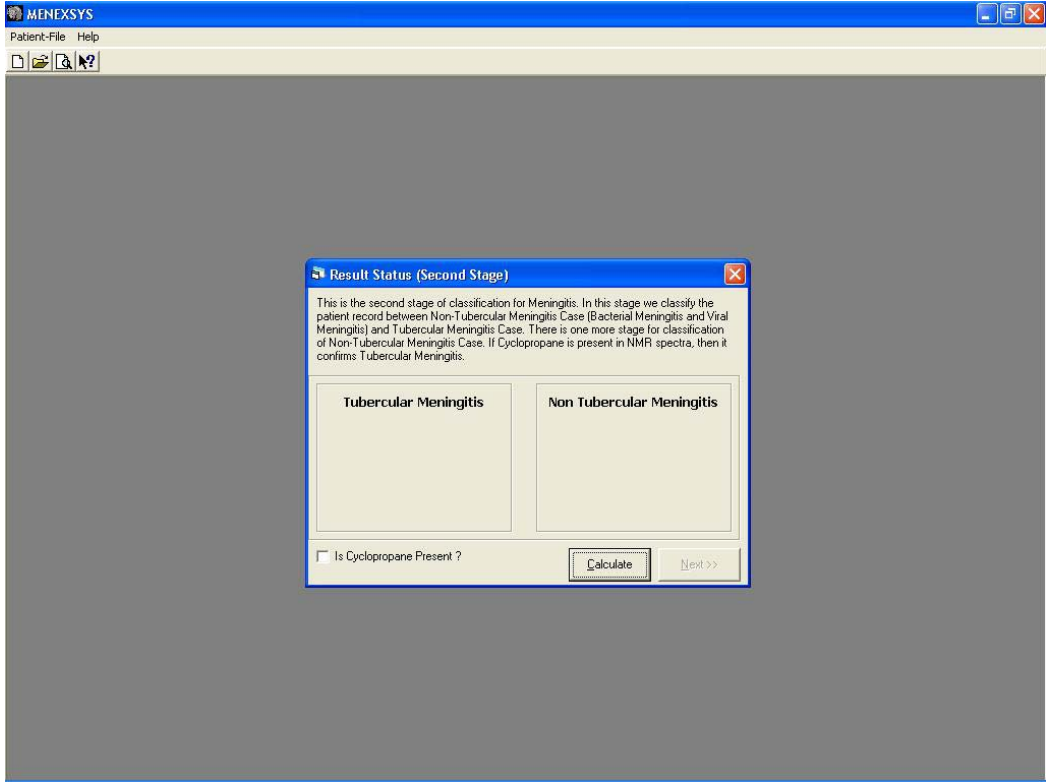 MENEXSYS
Patient-File Help
Result Status (Second Stage)
This is the second stage of classification for Meningitis. In this stage we classify the
patient record between Non-Tubercular Meningitis Case (Bacterial Meningitis and Viral
Meningitis) and Tubercular Meningitis Case. There is one more stage for classification
of Non-Tubercular Meningitis Case. If Cyclopropane is present in NMR spectra, then it
confirms Tubercular Meningitis.
Tubercular Meningitis Non Tubercular Meningitis
Is Cyclopropane Present ?
Calculate Next >>